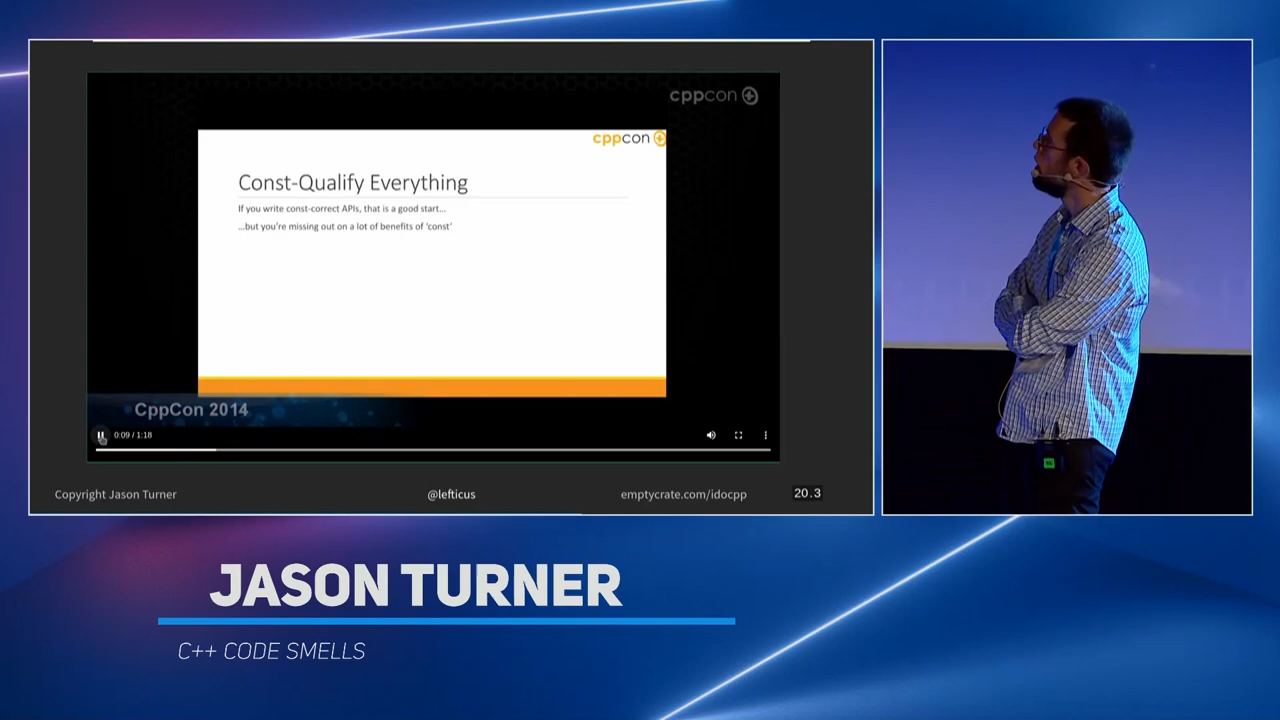 cppcon
cppcon
Const-Qualify Everything
If you write const-correct APIs, that is a good start...
...but you're missing out on a lot of benefits of 'const'
CppCon 2014
0:09 / 1:18
Copyright Jason Turner
@lefticus
emptycrate.com/idocpp
20.3
JASON TURNER
C++ CODE SMELLS